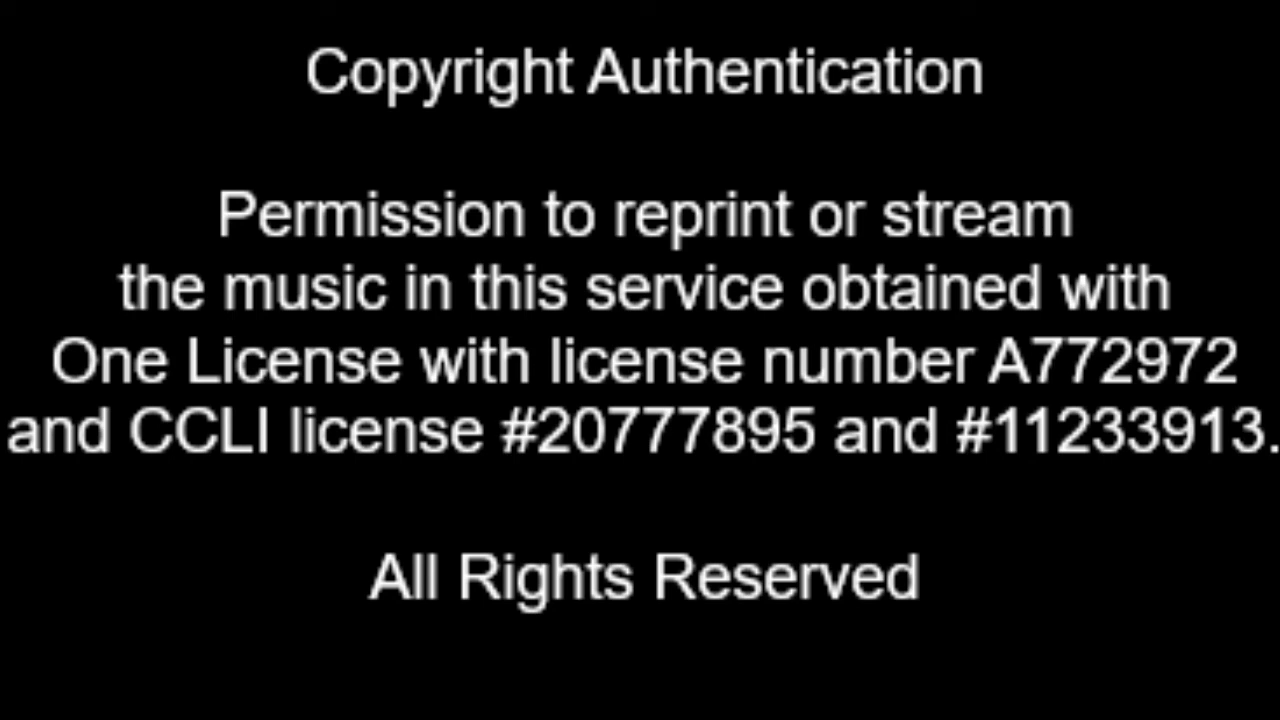 Copyright Authentication
Permission to reprint or stream
the music in this service obtained with
One License with license number A772972
and CCLI license #20777895 and #11233913.
All Rights Reserved